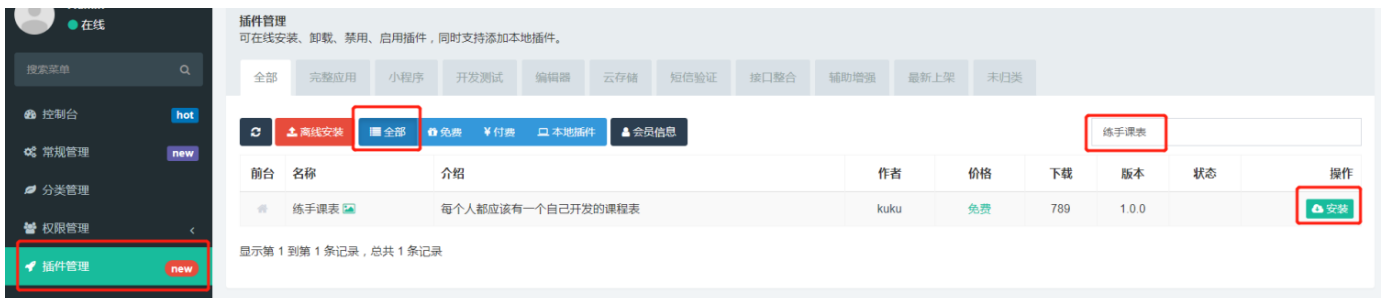 在线
搜索菜单
控制台 hot
常规管理 new
分类管理
权限管理
插件管理 new
插件管理
可在线安装、卸载、禁用、启用插件，同时支持添加本地插件。
全部 完整应用 小程序 开发测试 编辑器 云存储 短信验证 接口整合 辅助增强 最新上架 未归类
离线安装 全部 免费 ¥付费 本地插件 会员信息 练手课表
前台 名称 介绍 作者 价格 下载 版本 状态 操作
练手课表 每个人都应该有一个自己开发的课程表 kuku 免费 789 1.0.0 安装
显示第 1 到第 1 条记录，总共 1 条记录